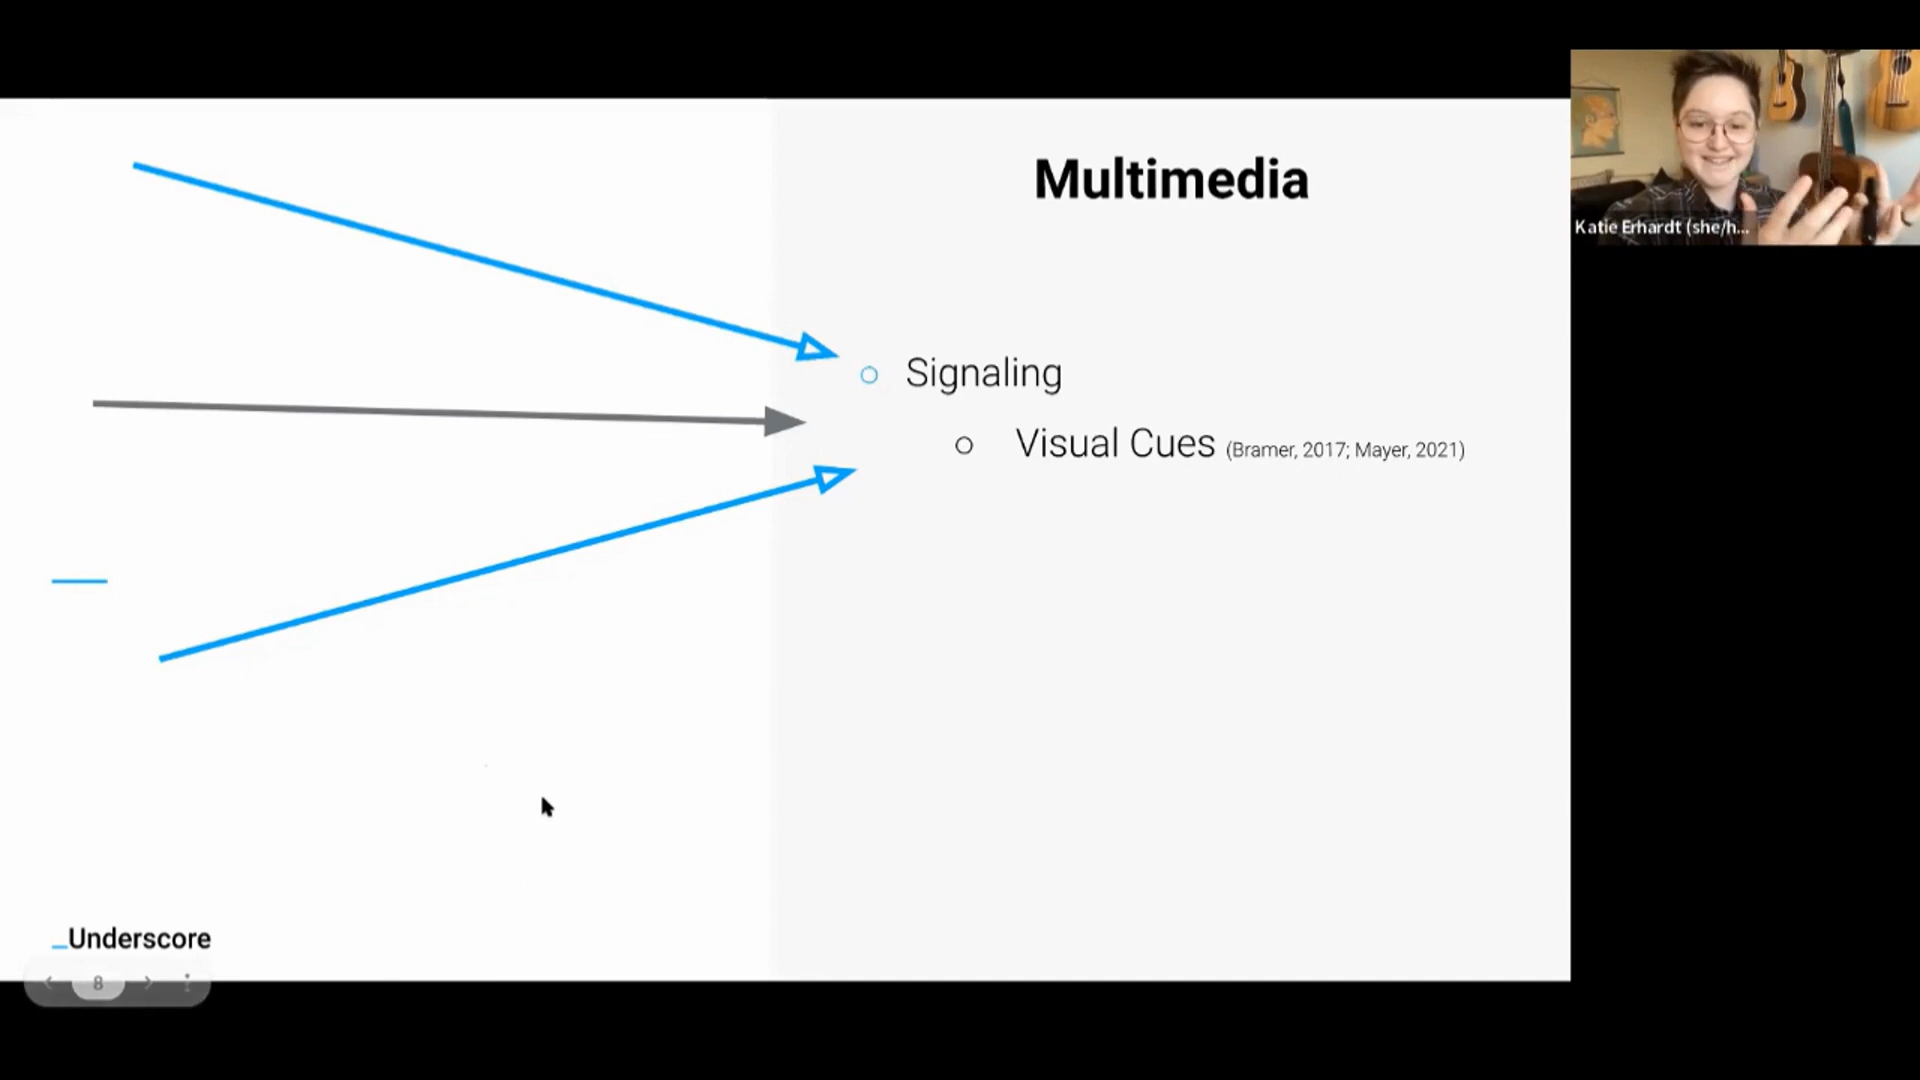 Multimedia
Signaling
Visual Cues (Bramer, 2017; Mayer, 2021)
_Underscore
8
Katie Erhardt (she/h...